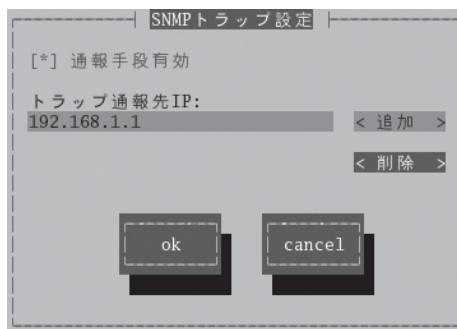 SNMPトラップ設定
[*] 通報手段有効
トラップ通報先IP:
192.168.1.1
< 追加 >
< 削除 >
ok
cancel